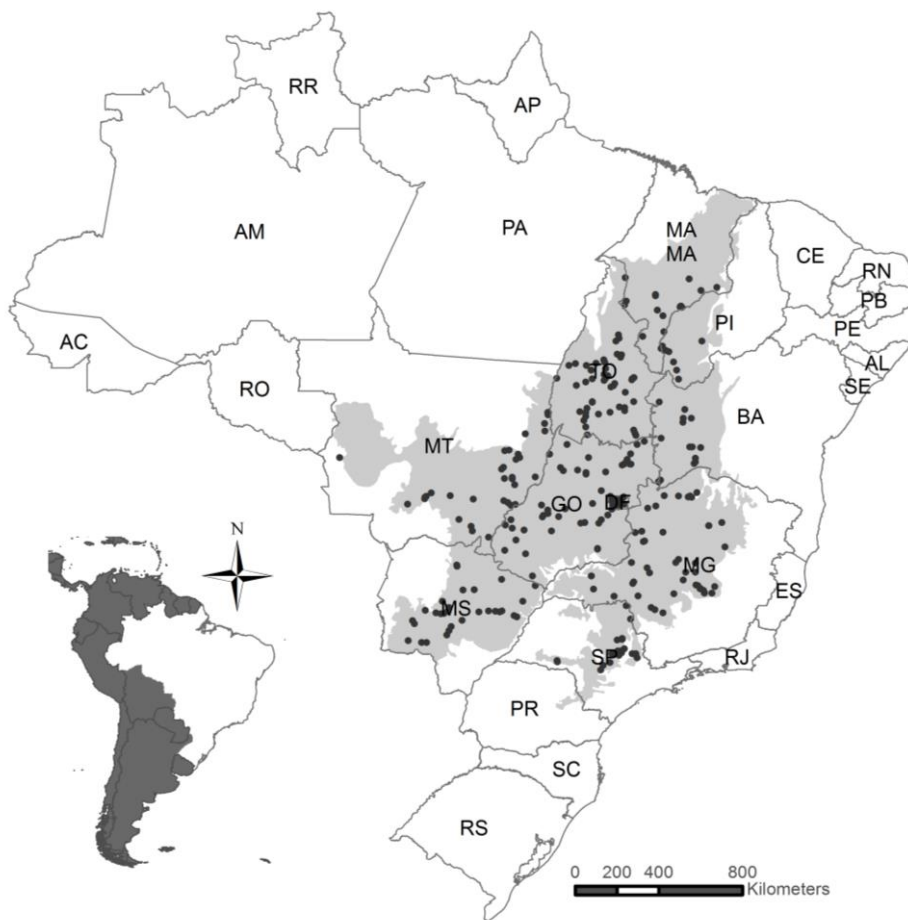 RR
AP
AM
PA
MA
MA
CE
RN
PB
PI
PE
AC
AL
TO
SE
RO
BA
MT
GO
DF
N
MG
ES
MS
SP
RJ
PR
SC
RS
0
200
400
800
Kilometers